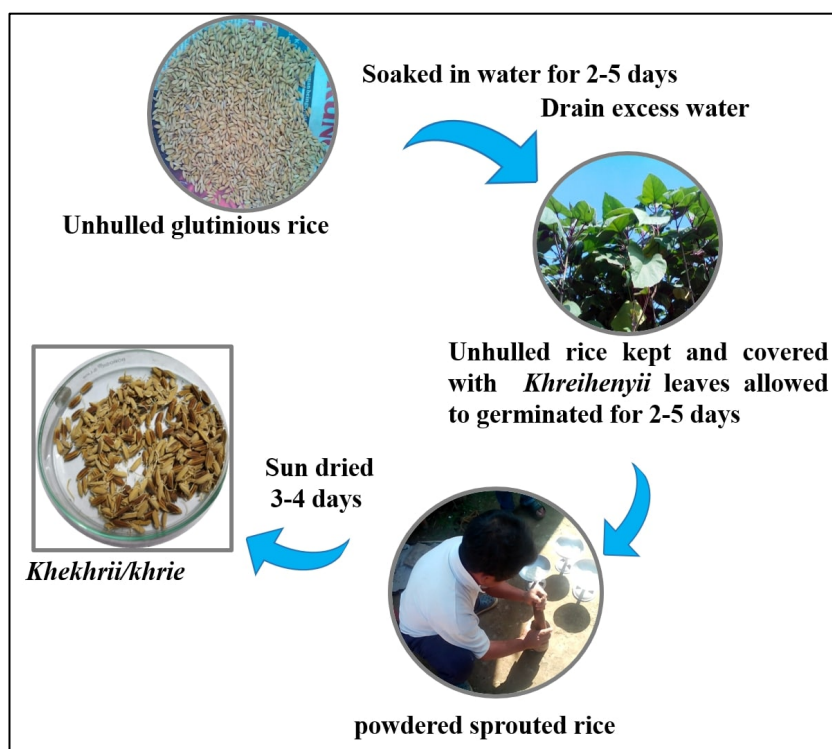 Soaked in water for 2-5 days
Drain excess water
Unhulled glutinious rice
Unhulled rice kept and covered
with Khreihenyii leaves allowed
to germinated for 2-5 days
Sun dried
3-4 days
Khekhrii/khrie
powdered sprouted rice